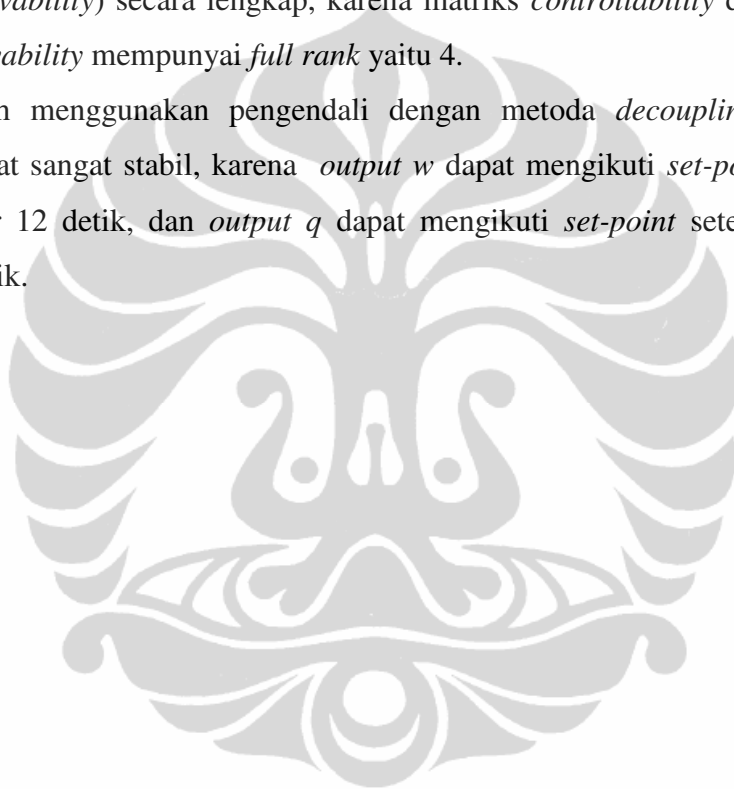 vability) secara lengkap, karena matriks controllability
ability mempunyai full rank yaitu 4.
menggunakan pengendali dengan metoda decouplin
at sangat stabil, karena output w dapat mengikuti set-po
12 detik, dan output q dapat mengikuti set-point sete
ik.